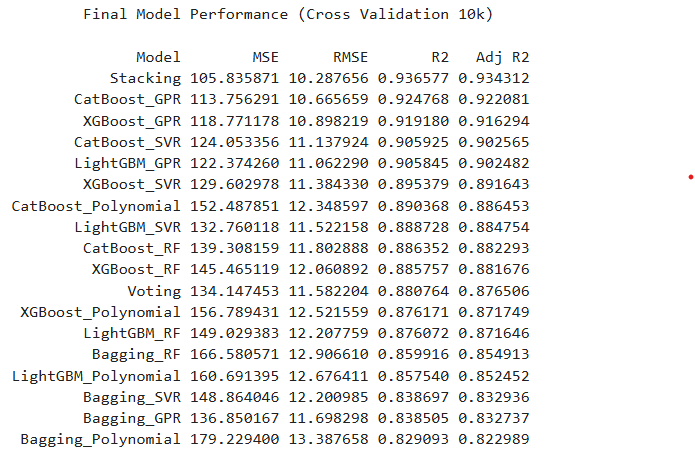 Final Model Performance (Cross Validation 10k)
Model MSE RMSE R2 Adj R2
Stacking 105.835871 10.287656 0.936577 0.934312
CatBoost_GPR 113.756291 10.665659 0.924768 0.922081
XGBoost_GPR 118.771178 10.898219 0.919180 0.916294
CatBoost_SVR 124.053356 11.137924 0.905925 0.902565
LightGBM_GPR 122.374260 11.062290 0.905845 0.902482
XGBoost_SVR 129.602978 11.384330 0.895379 0.891643
CatBoost_Polynomial 152.487851 12.348597 0.890368 0.886453
LightGBM_SVR 132.760118 11.522158 0.888728 0.884754
CatBoost_RF 139.308159 11.802888 0.886352 0.882293
XGBoost_RF 145.465119 12.060892 0.885757 0.881676
Voting 134.147453 11.582204 0.880764 0.876506
XGBoost_Polynomial 156.789431 12.521559 0.876171 0.871749
LightGBM_RF 149.029383 12.207759 0.876072 0.871646
Bagging_RF 166.580571 12.906610 0.859916 0.854913
LightGBM_Polynomial 160.691395 12.676411 0.857540 0.852452
Bagging_SVR 148.864046 12.200985 0.838697 0.832936
Bagging_GPR 136.850167 11.698298 0.838505 0.832737
Bagging_Polynomial 179.229400 13.387658 0.829093 0.822989